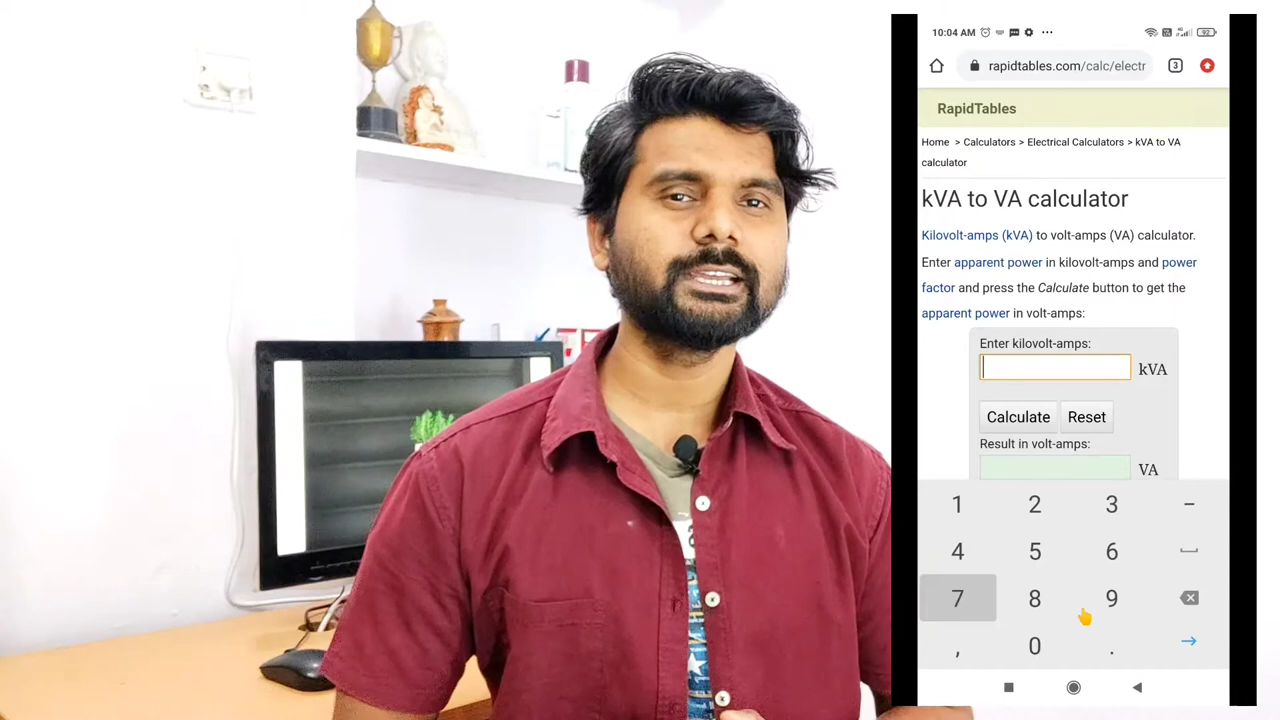 10:04 AM
92
rapidtables.com/calc/electr
3
RapidTables
Home > Calculators > Electrical Calculators > kVA to VA
calculator
kVA to VA calculator
Kilovolt-amps (kVA) to volt-amps (VA) calculator.
Enter apparent power in kilovolt-amps and power
factor and press the Calculate button to get the
apparent power in volt-amps:
Enter kilovolt-amps:
kVA
Calculate Reset
Result in volt-amps:
VA
1 2 3 -
4 5 6
7 8 9
, 0 .